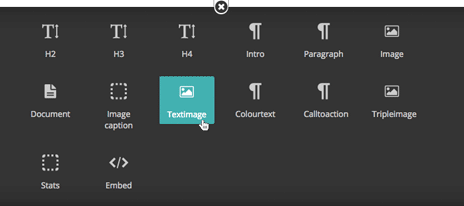 H2 H3 H4 Intro Paragraph Image
Document Image caption Textimage Colourtext Calltoaction Tripleimage
Stats Embed